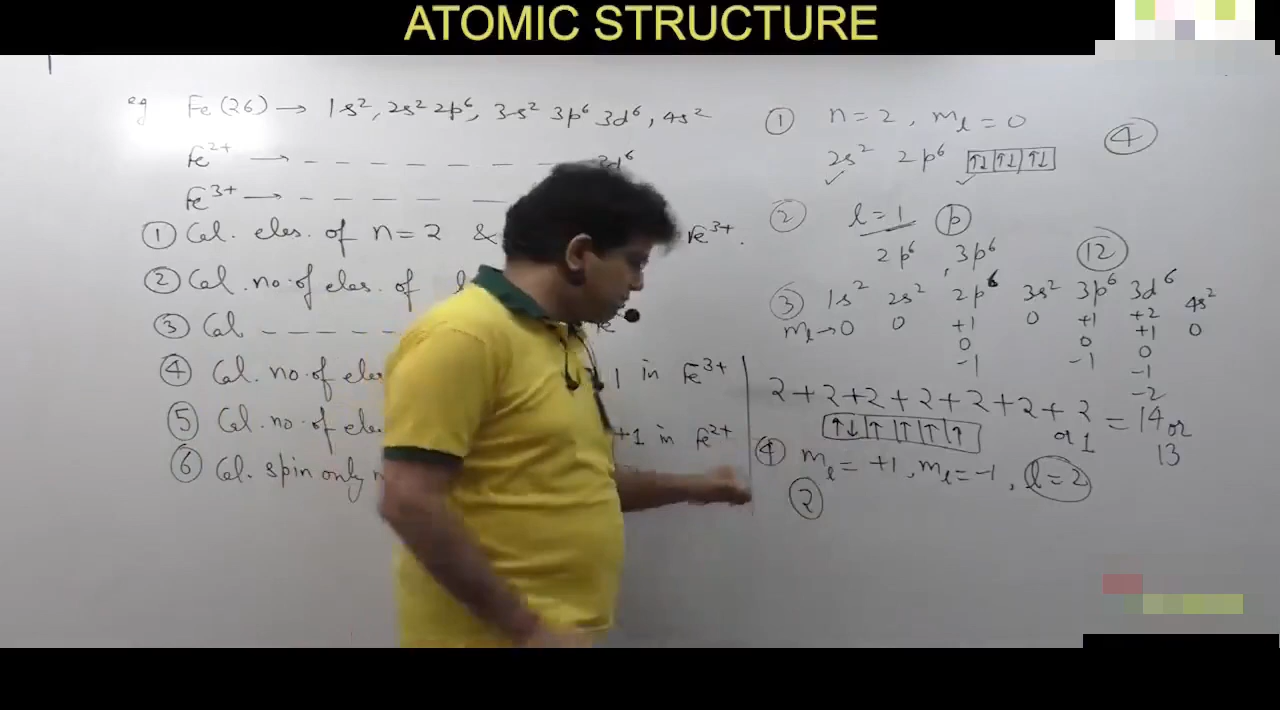 ATOMIC STRUCTURE
eg Fe(26) → 1s², 2s² 2p⁶, 3s² 3p⁶ 3d⁶, 4s²
Fe²⁺ → – – – – – – – – 3d⁶
Fe³⁺ → – – – – – –
① Cal. eles. of n=2 & Fe³⁺.
② Cal. no. of eles. of l
③ Cal – – – – – Fe
④ Cal. no. of eles 1 in Fe³⁺
⑤ Cal. no. of ele +1 in Fe²⁺
⑥ Cal. spin only
① n=2, mₗ=0 ④
2s² 2p⁶ ↑↓ ↑↓ ↑↓
② l=1 (p)
2p⁶, 3p⁶ ⑫
③ 1s² 2s² 2p⁶ 3s² 3p⁶ 3d⁶ 4s²
mₗ → 0 0 +1 0 +1 +2 0
0 0 +1
-1 -1 0
-1
-2
2+2+2+2+2+2+2 = 14 or
or 1 13
↑↓ ↑ ↑ ↑ ↑
④ mₗ = +1, mₗ = -1, l=2
②